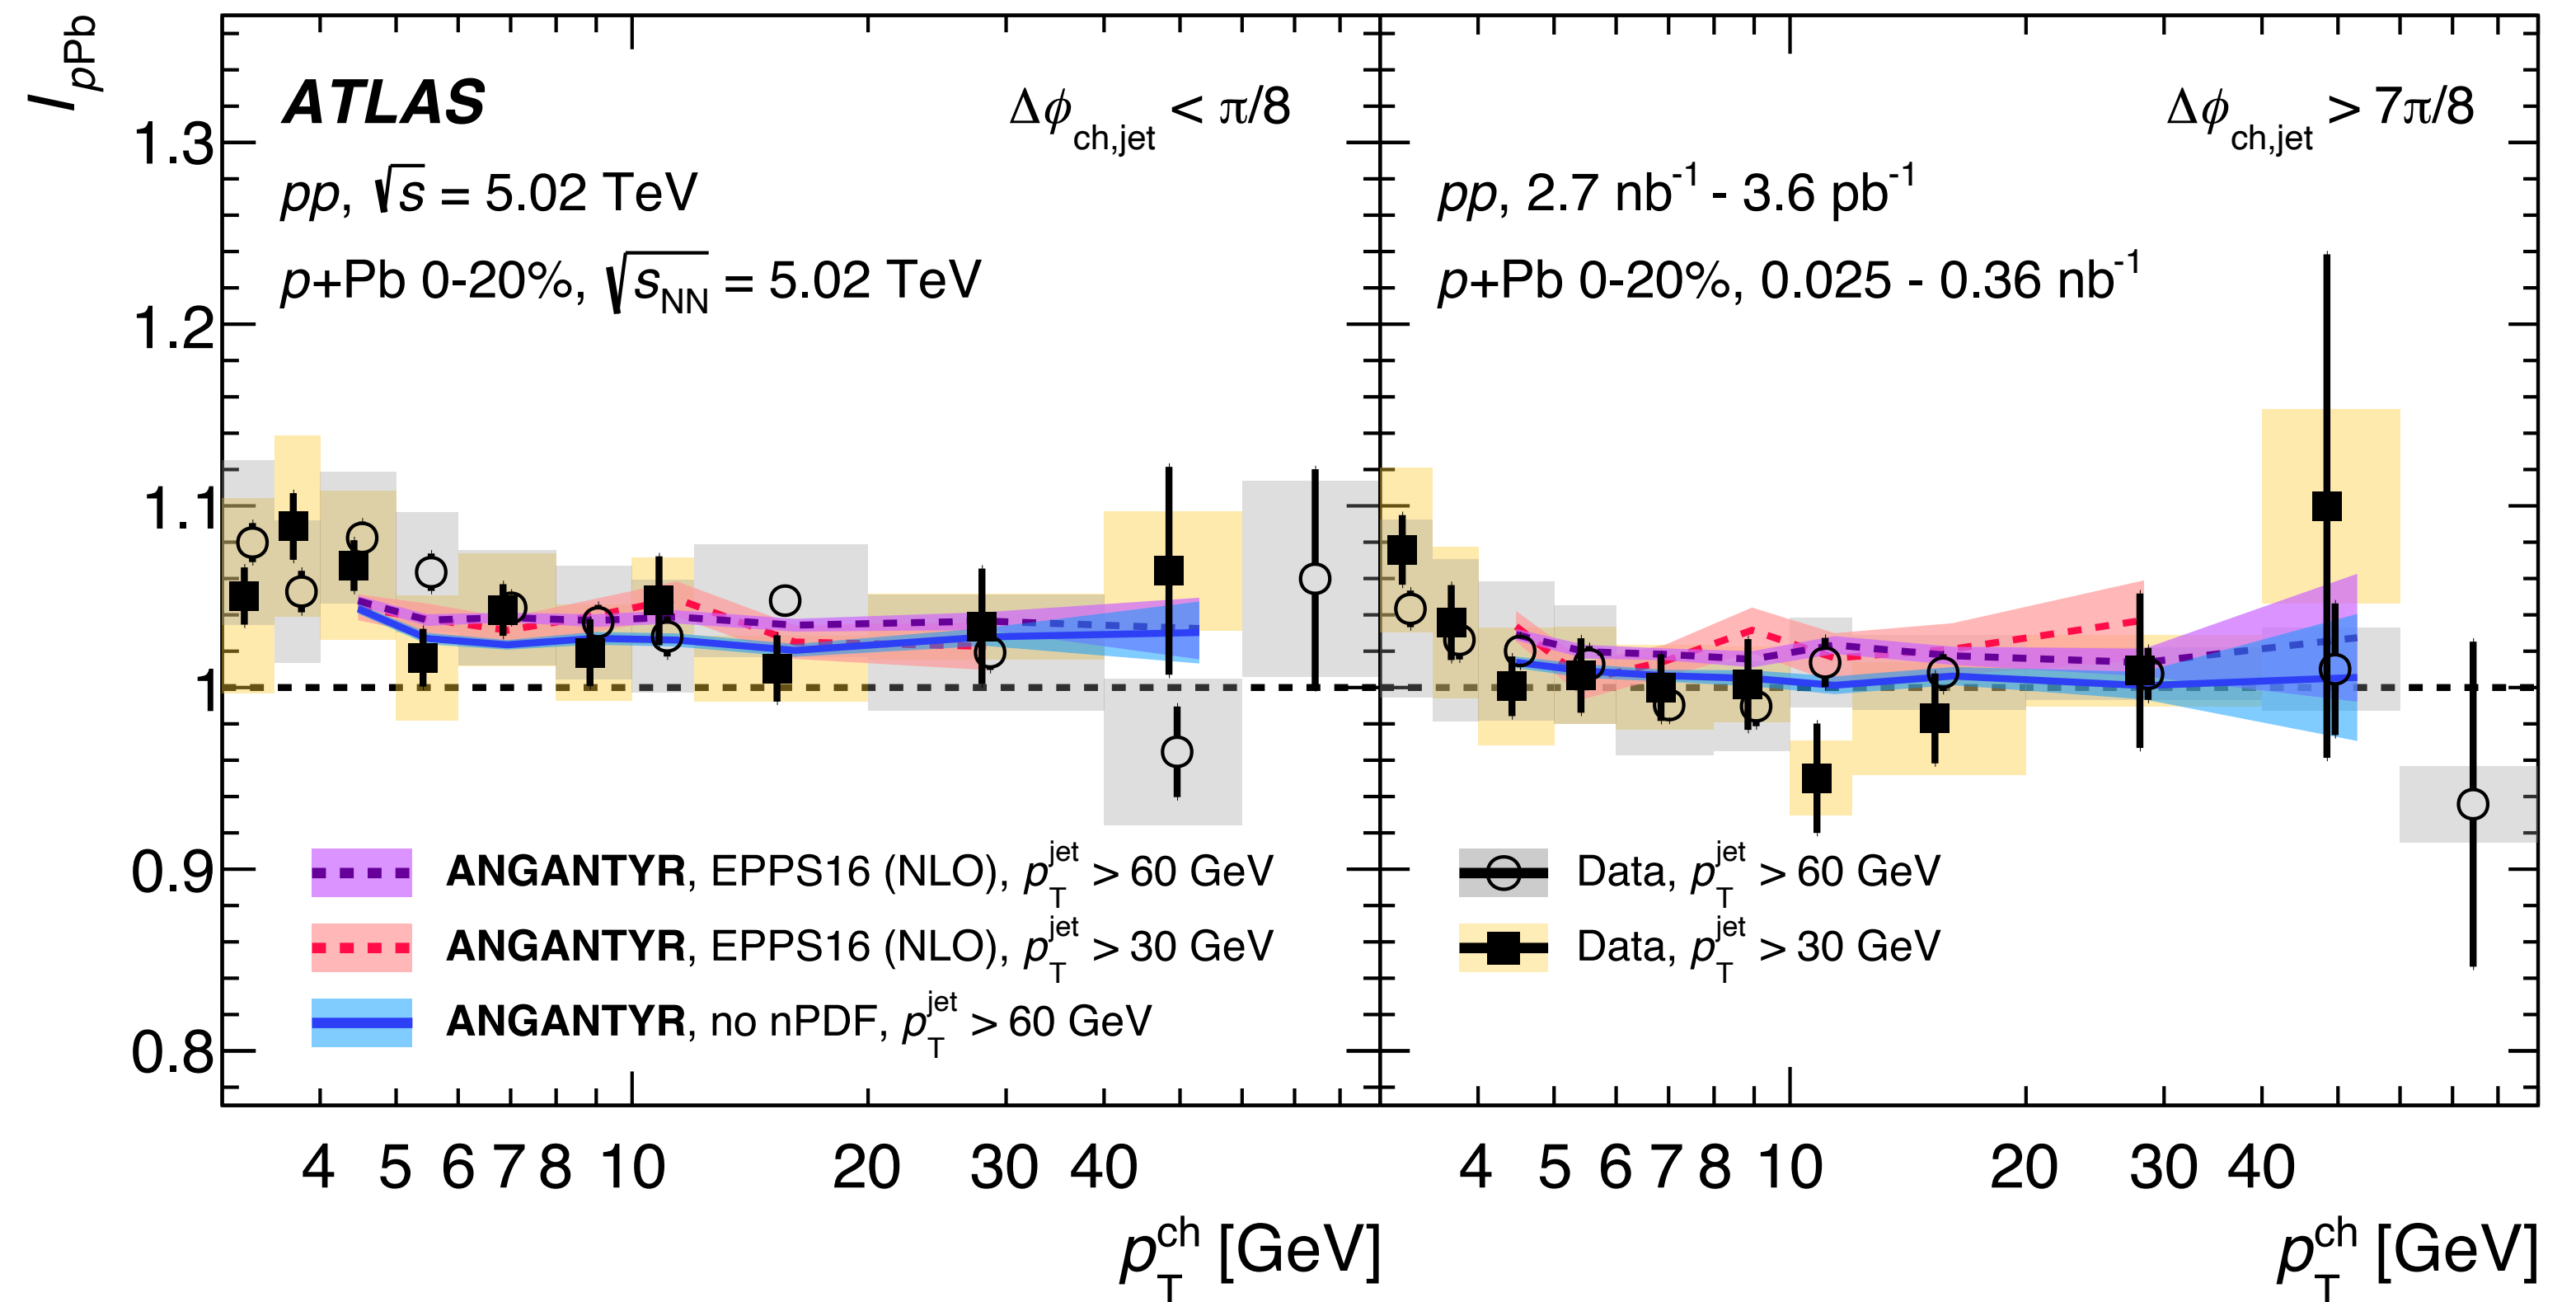 I_pPb
ATLAS
Δϕ_ch,jet < π/8
pp, √s = 5.02 TeV
p+Pb 0-20%, √s_NN = 5.02 TeV
Δϕ_ch,jet > 7π/8
pp, 2.7 nb^-1 - 3.6 pb^-1
p+Pb 0-20%, 0.025 - 0.36 nb^-1
1.3
1.2
1.1
1
0.9
0.8
ANGANTYR, EPPS16 (NLO), p_T^jet > 60 GeV
ANGANTYR, EPPS16 (NLO), p_T^jet > 30 GeV
ANGANTYR, no nPDF, p_T^jet > 60 GeV
Data, p_T^jet > 60 GeV
Data, p_T^jet > 30 GeV
4 5 6 7 8 10 20 30 40
4 5 6 7 8 10 20 30 40
p_T^ch [GeV]
p_T^ch [GeV]